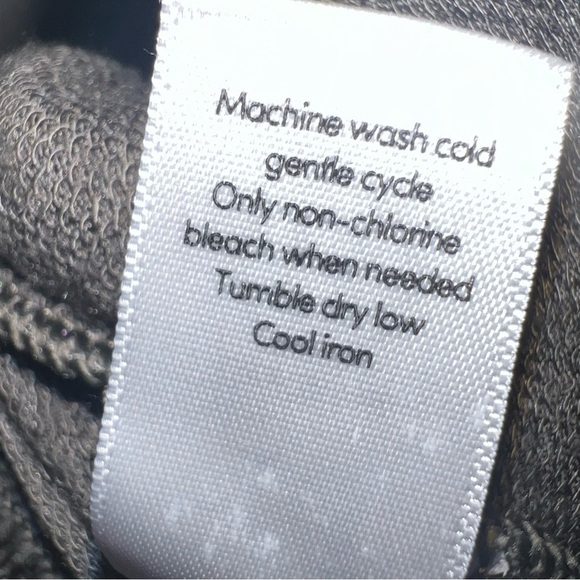 Machine wash cold
gentle cycle
Only non-chlorine
bleach when needed
Tumble dry low
Cool iron